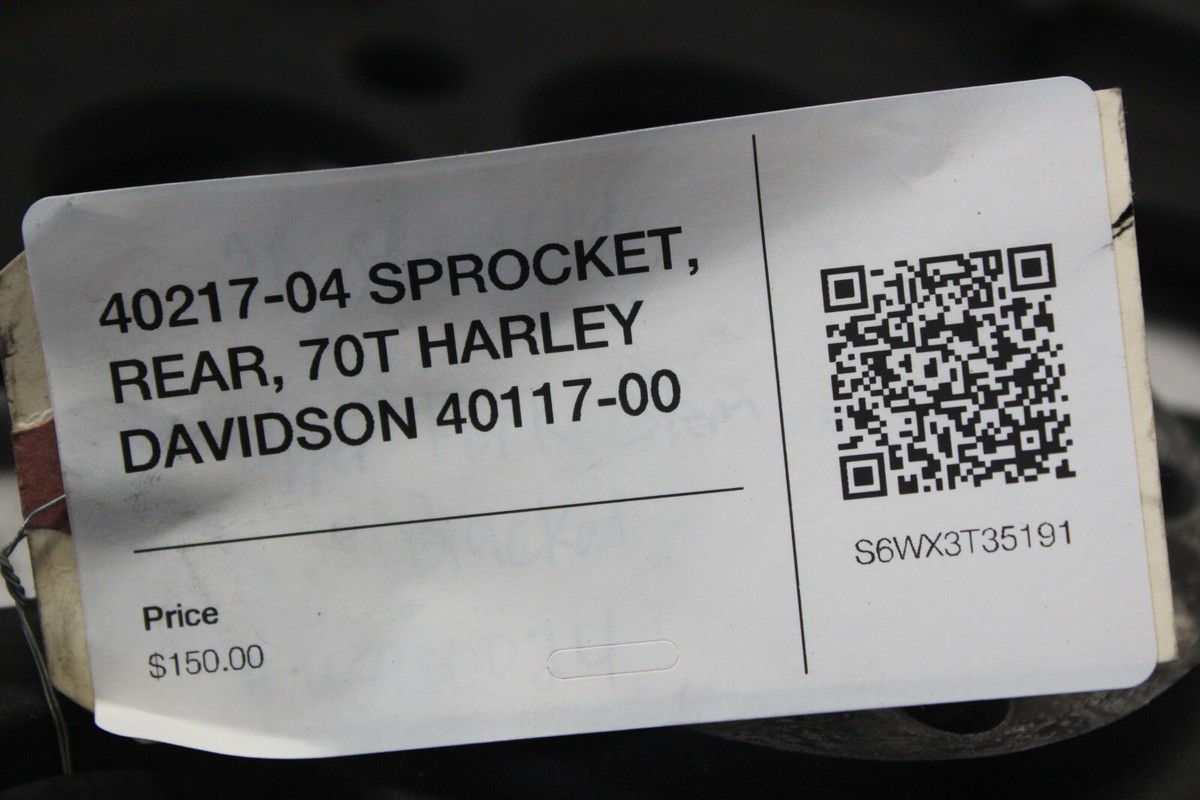 40217-04 SPROCKET,
REAR, 70T HARLEY
DAVIDSON 40117-00
Price
$150.00
S6WX3T35191